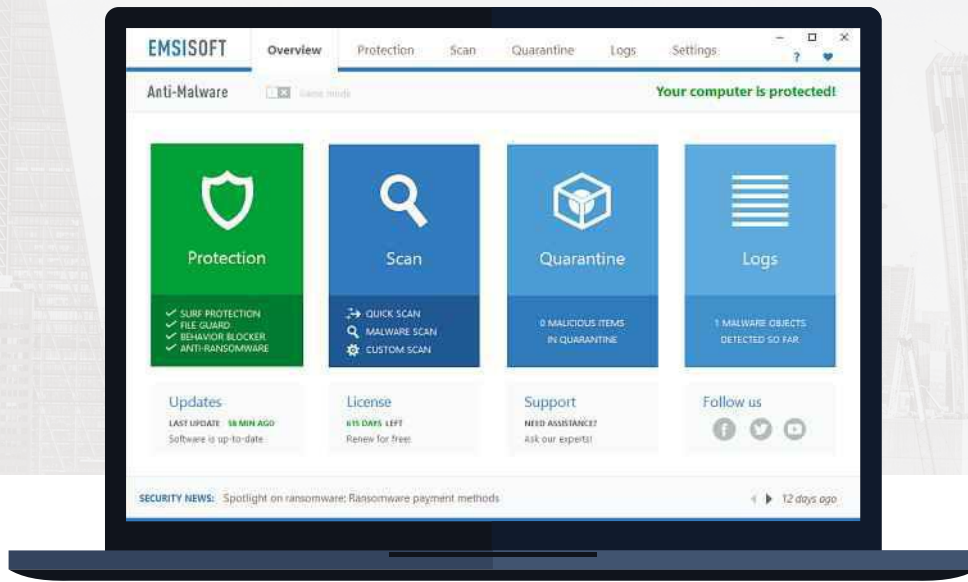 EMSISOFT Overview Protection Scan Quarantine Logs Settings
?
Anti-Malware Game mode Your computer is protected!
Protection Scan Quarantine Logs
SURF PROTECTION
FILE GUARD
BEHAVIOR BLOCKER
ANTI-RANSOMWARE
QUICK SCAN
MALWARE SCAN
CUSTOM SCAN
0 MALICIOUS ITEMS
IN QUARANTINE
1 MALWARE OBJECTS
DETECTED SO FAR
Updates
LAST UPDATE 58 MIN AGO
Software is up-to-date
License
615 DAYS LEFT
Renew for free!
Support
NEED ASSISTANCE?
Ask our experts!
Follow us
SECURITY NEWS: Spotlight on ransomware: Ransomware payment methods 12 days ago